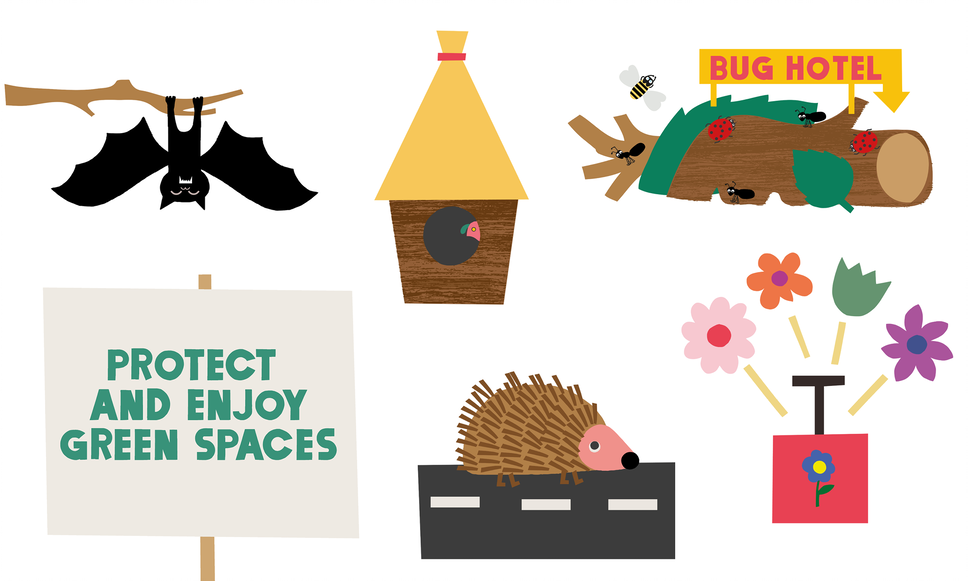 BUG HOTEL
PROTECT
AND ENJOY
GREEN SPACES